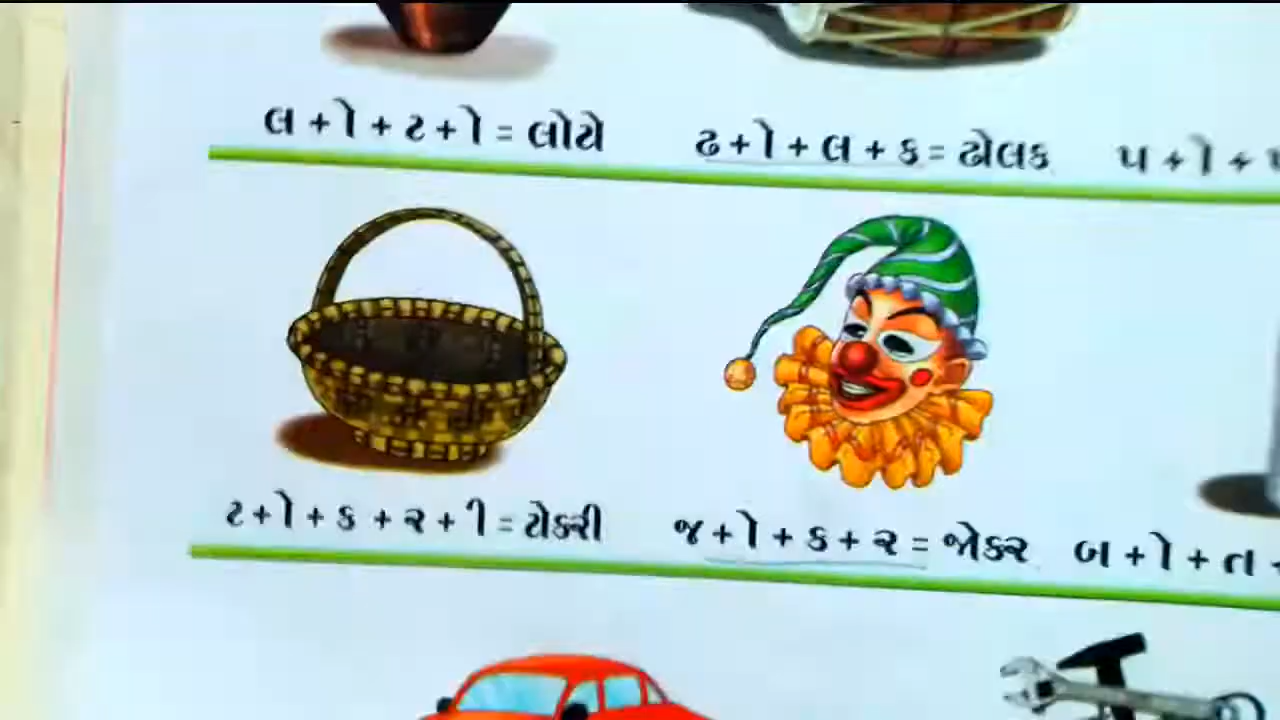 લ + ો + ટ + ો = લોટો ઢ + ો + લ + ક = ઢોલક પ + ો +
ટ + ો + ક + ર + ી = ટોકરી જ + ો + ક + ર = જોકર બ + ો + ત +